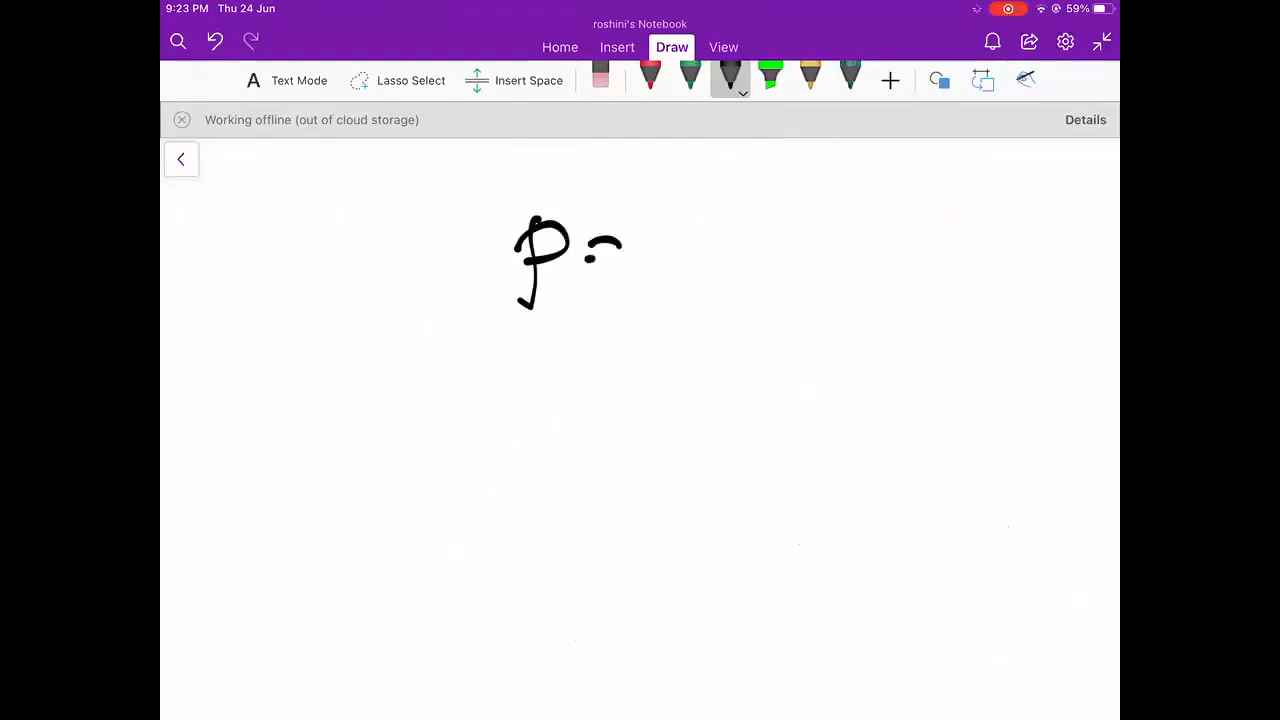 9:23 PM Thu 24 Jun 59%
roshini's Notebook
Home Insert Draw View
A Text Mode Lasso Select Insert Space
Working offline (out of cloud storage) Details
p=